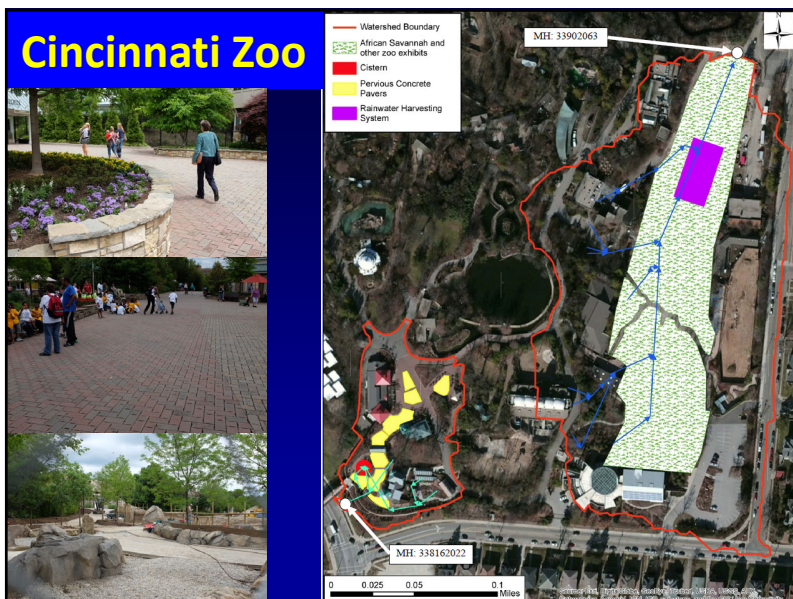 Cincinnati Zoo
Watershed Boundary
African Savannah and
other zoo exhibits
Cistern
Pervious Concrete
Pavers
Rainwater Harvesting
System
MH: 33902063
N
MH: 338162022
0 0.025 0.05 0.1
Miles